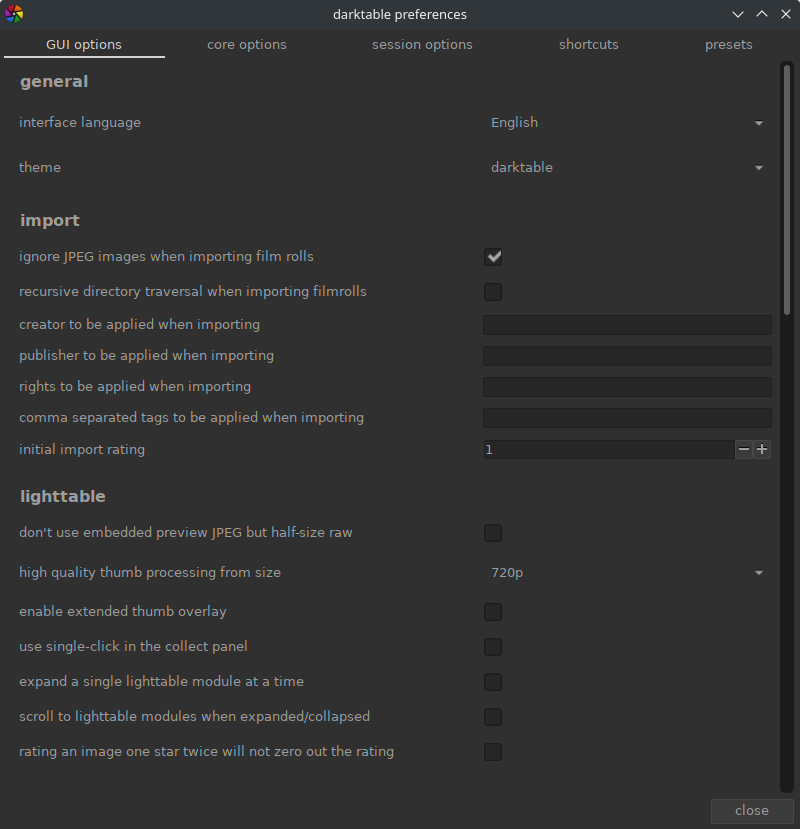 darktable preferences
GUI options core options session options shortcuts presets
general
interface language English
theme darktable
import
ignore JPEG images when importing film rolls
recursive directory traversal when importing filmrolls
creator to be applied when importing
publisher to be applied when importing
rights to be applied when importing
comma separated tags to be applied when importing
initial import rating 1
lighttable
don't use embedded preview JPEG but half-size raw
high quality thumb processing from size 720p
enable extended thumb overlay
use single-click in the collect panel
expand a single lighttable module at a time
scroll to lighttable modules when expanded/collapsed
rating an image one star twice will not zero out the rating
close